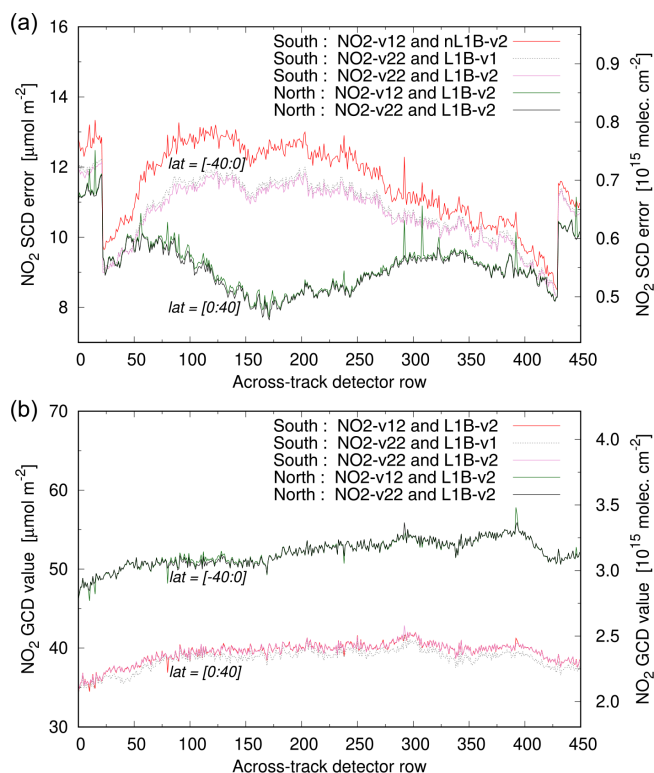 (a)
16
14
12
10
8
NO2 SCD error [μmol m-2]
South : NO2-v12 and nL1B-v2
South : NO2-v22 and L1B-v1
South : NO2-v22 and L1B-v2
North : NO2-v12 and L1B-v2
North : NO2-v22 and L1B-v2
lat = [-40:0]
lat = [0:40]
0.9
0.8
0.7
0.6
0.5
NO2 SCD error [10^15 molec. cm-2]
0 50 100 150 200 250 300 350 400 450
Across-track detector row
(b)
70
60
50
40
30
NO2 GCD value [μmol m-2]
South : NO2-v12 and L1B-v2
South : NO2-v22 and L1B-v1
South : NO2-v22 and L1B-v2
North : NO2-v12 and L1B-v2
North : NO2-v22 and L1B-v2
lat = [-40:0]
lat = [0:40]
4.0
3.5
3.0
2.5
2.0
NO2 GCD value [10^15 molec. cm-2]
0 50 100 150 200 250 300 350 400 450
Across-track detector row